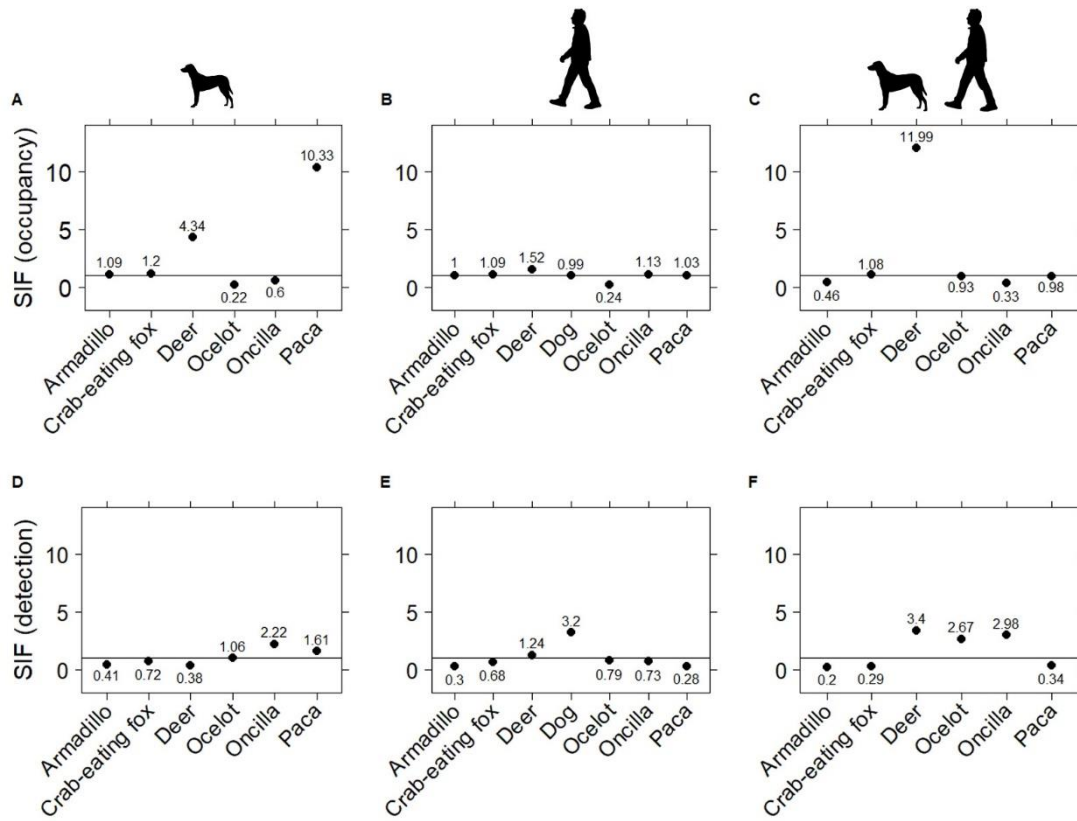 A
SIF (occupancy)
10
5
0
1.09
1.2
4.34
0.22
0.6
10.33
Armadillo
Crab-eating fox
Deer
Ocelot
Oncilla
Paca
B
1
1.09
1.52
0.99
0.24
1.13
1.03
Armadillo
Crab-eating fox
Deer
Dog
Ocelot
Oncilla
Paca
C
0.46
1.08
11.99
0.93
0.33
0.98
Armadillo
Crab-eating fox
Deer
Ocelot
Oncilla
Paca
D
SIF (detection)
10
5
0
0.41
0.72
0.38
1.06
2.22
1.61
Armadillo
Crab-eating fox
Deer
Ocelot
Oncilla
Paca
E
10
5
0
0.3
0.68
1.24
3.2
0.79
0.73
0.28
Armadillo
Crab-eating fox
Deer
Dog
Ocelot
Oncilla
Paca
F
10
5
0
0.2
0.29
3.4
2.67
2.98
0.34
Armadillo
Crab-eating fox
Deer
Ocelot
Oncilla
Paca